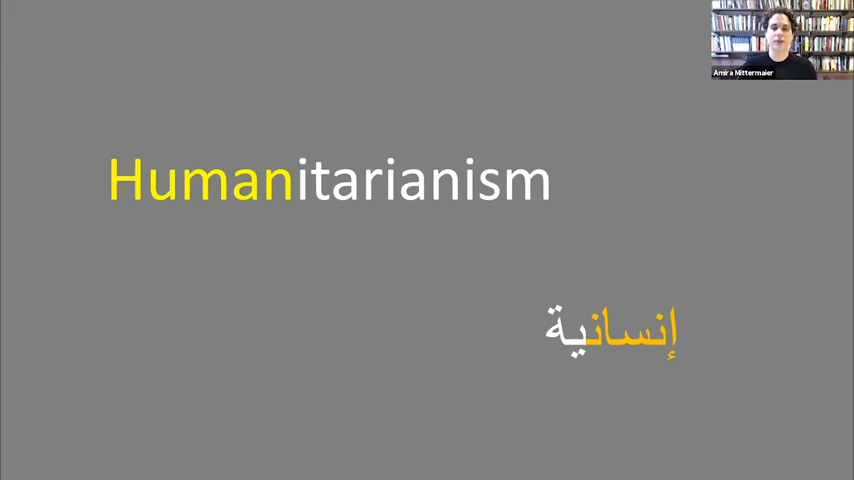 Amira Mittermaier
Humanitarianism
إنسانية